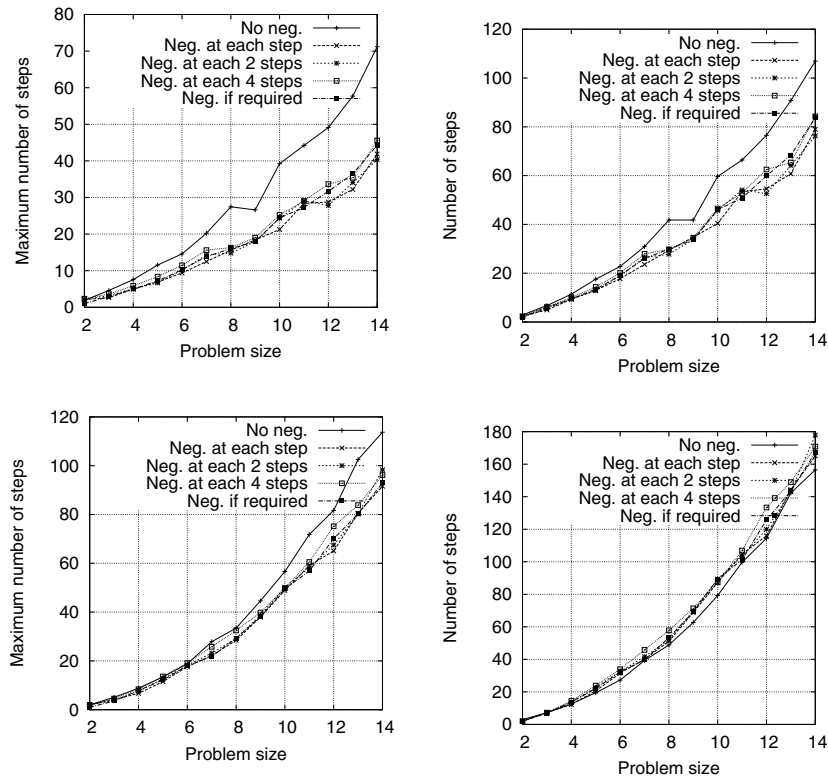 80
70
60
50
40
30
20
10
0
Maximum number of steps
No neg.
Neg. at each step
Neg. at each 2 steps
Neg. at each 4 steps
Neg. if required
2 4 6 8 10 12 14
Problem size
120
100
80
60
40
20
0
Number of steps
No neg.
Neg. at each step
Neg. at each 2 steps
Neg. at each 4 steps
Neg. if required
2 4 6 8 10 12 14
Problem size
120
100
80
60
40
20
0
Maximum number of steps
No neg.
Neg. at each step
Neg. at each 2 steps
Neg. at each 4 steps
Neg. if required
2 4 6 8 10 12 14
Problem size
180
160
140
120
100
80
60
40
20
0
Number of steps
No neg.
Neg. at each step
Neg. at each 2 steps
Neg. at each 4 steps
Neg. if required
2 4 6 8 10 12 14
Problem size